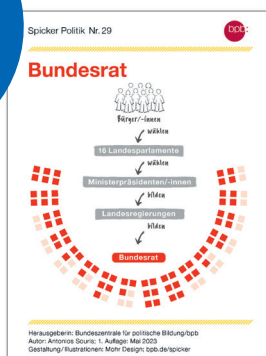 Spicker Politik Nr. 29
bpb:
Bundesrat
Bürger/-innen
wählen
16 Landesparlamente
wählen
Ministerpräsidenten/-innen
bilden
Landesregierungen
bilden
Bundesrat
Herausgeberin: Bundeszentrale für politische Bildung/bpb
Autor: Antonios Souris; 1. Auflage: Mai 2023
Gestaltung/Illustrationen: Mohr Design; bpb.de/spicker